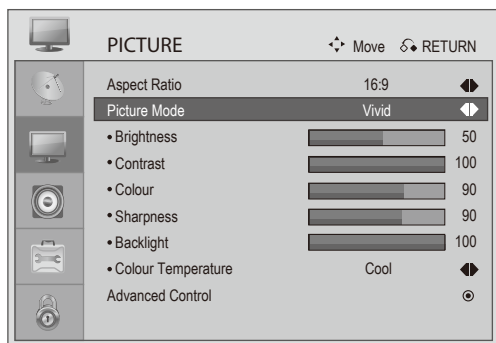 PICTURE Move RETURN
Aspect Ratio 16:9
Picture Mode Vivid
• Brightness 50
• Contrast 100
• Colour 90
• Sharpness 90
• Backlight 100
• Colour Temperature Cool
Advanced Control